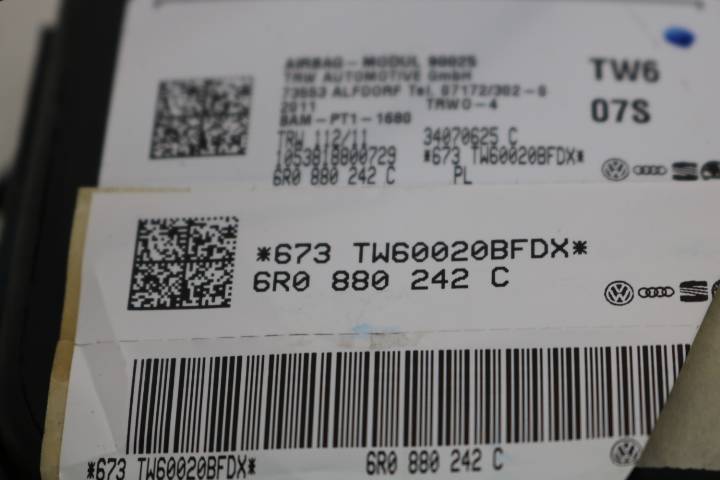 AIRBAG-MODUL 90025
TRW AUTOMOTIVE GmbH
73553 ALFDORF Tel. 07172/302-0
2011 TRWO-4
BAM-PT1-1680
TRW 112/11 34070625 C
1053818800729 *673 TW60020BFDX*
6R0 880 242 C PL
TW6
07S
*673 TW60020BFDX*
6R0 880 242 C
*673 TW60020BFDX* 6R0 880 242 C